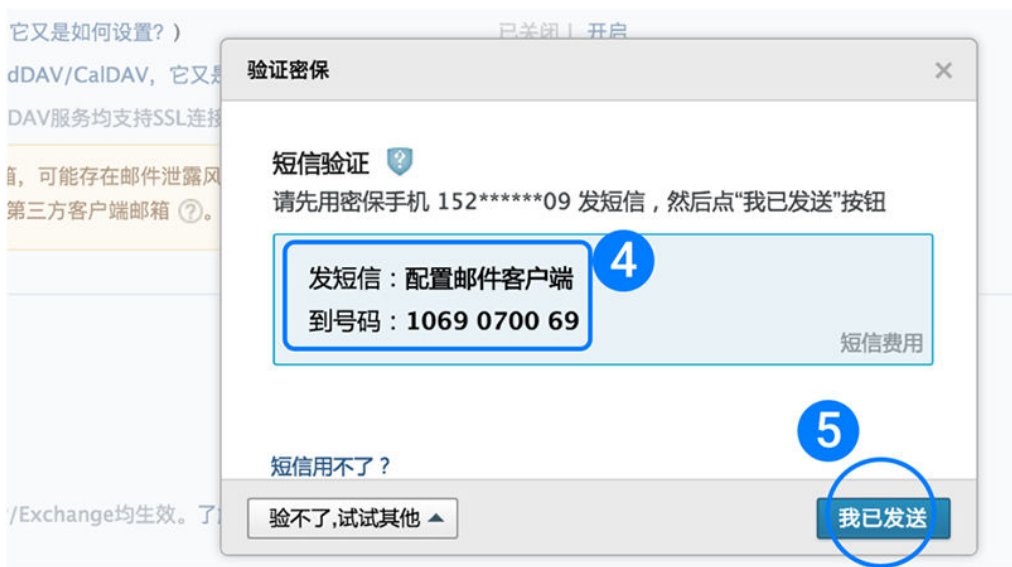 它又是如何设置？)
已关闭 | 开启
dDAV/CalDAV，它又是
DAV服务均支持SSL连接
箱，可能存在邮件泄露风
第三方客户端邮箱 ?。
/Exchange均生效。了
验证密保
×
短信验证 ?
请先用密保手机 152******09 发短信，然后点“我已发送”按钮
发短信：配置邮件客户端
4
到号码：1069 0700 69
短信费用
5
短信用不了？
验不了,试试其他
我已发送